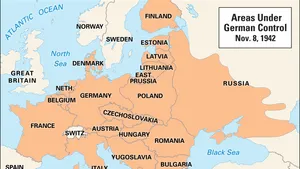 ATLANTIC OCEAN
NORWAY
FINLAND
SWEDEN
Areas Under
German Control
Nov. 8, 1942
North
Sea
ESTONIA
LATVIA
DENMARK
LITHUANIA
GREAT
BRITAIN
EAST
PRUSSIA
RUSSIA
NETH.
BELGIUM
GERMANY
POLAND
CZECHOSLOVAKIA
FRANCE
SWITZ.
AUSTRIA
HUNGARY
ROMANIA
Black Sea
YUGOSLAVIA
BULGARIA
SPAIN
ITALY